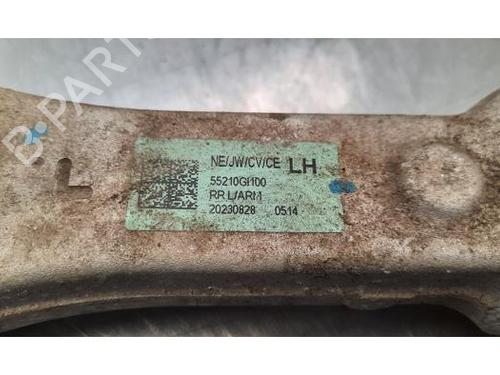 B-PARTS
NE/JW/CV/CE LH
L
55210GI100
RR L/ARM
20230828 0514